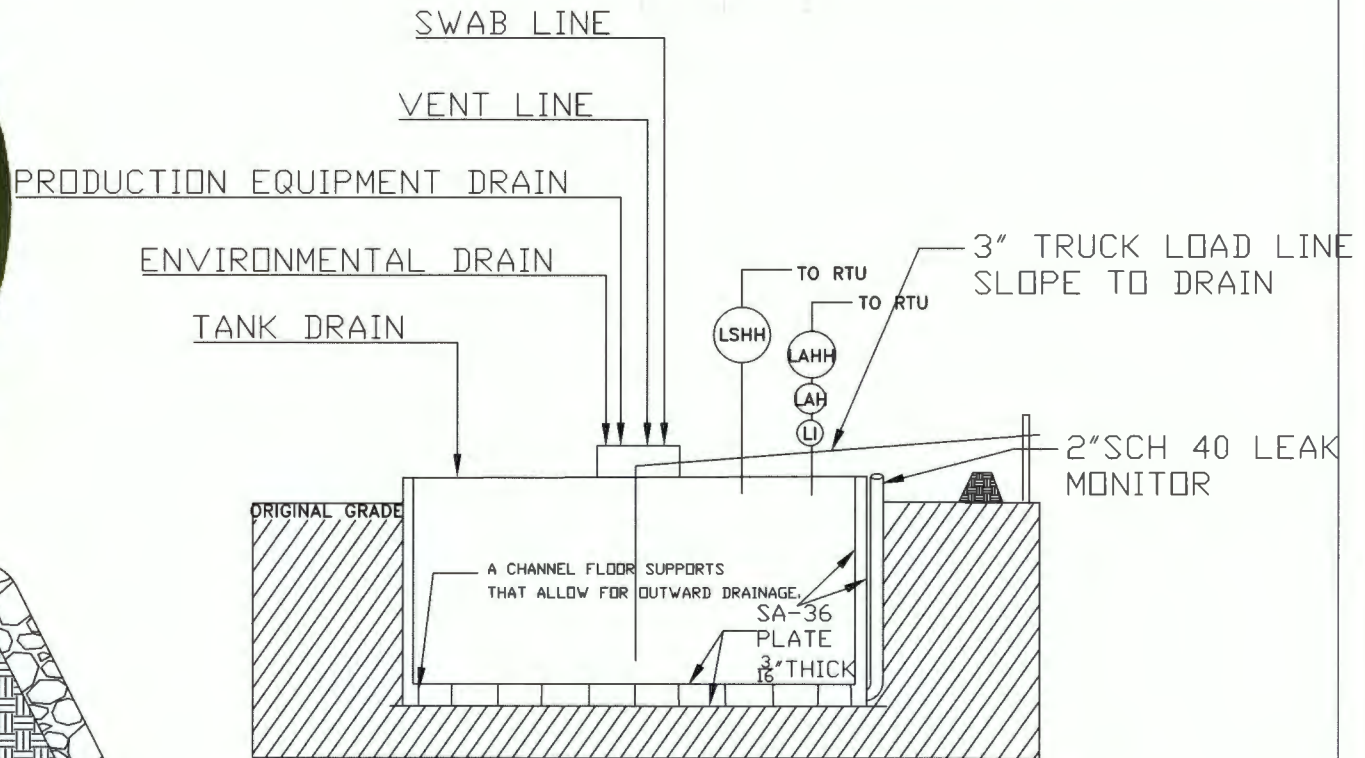 SWAB LINE
VENT LINE
PRODUCTION EQUIPMENT DRAIN
ENVIRONMENTAL DRAIN
TANK DRAIN
TO RTU
TO RTU
3" TRUCK LOAD LINE
SLOPE TO DRAIN
LSHH
LAHH
LAH
LI
2"SCH 40 LEAK
MONITOR
ORIGINAL GRADE
A CHANNEL FLOOR SUPPORTS
THAT ALLOW FOR OUTWARD DRAINAGE.
SA-36
PLATE
3/16"THICK